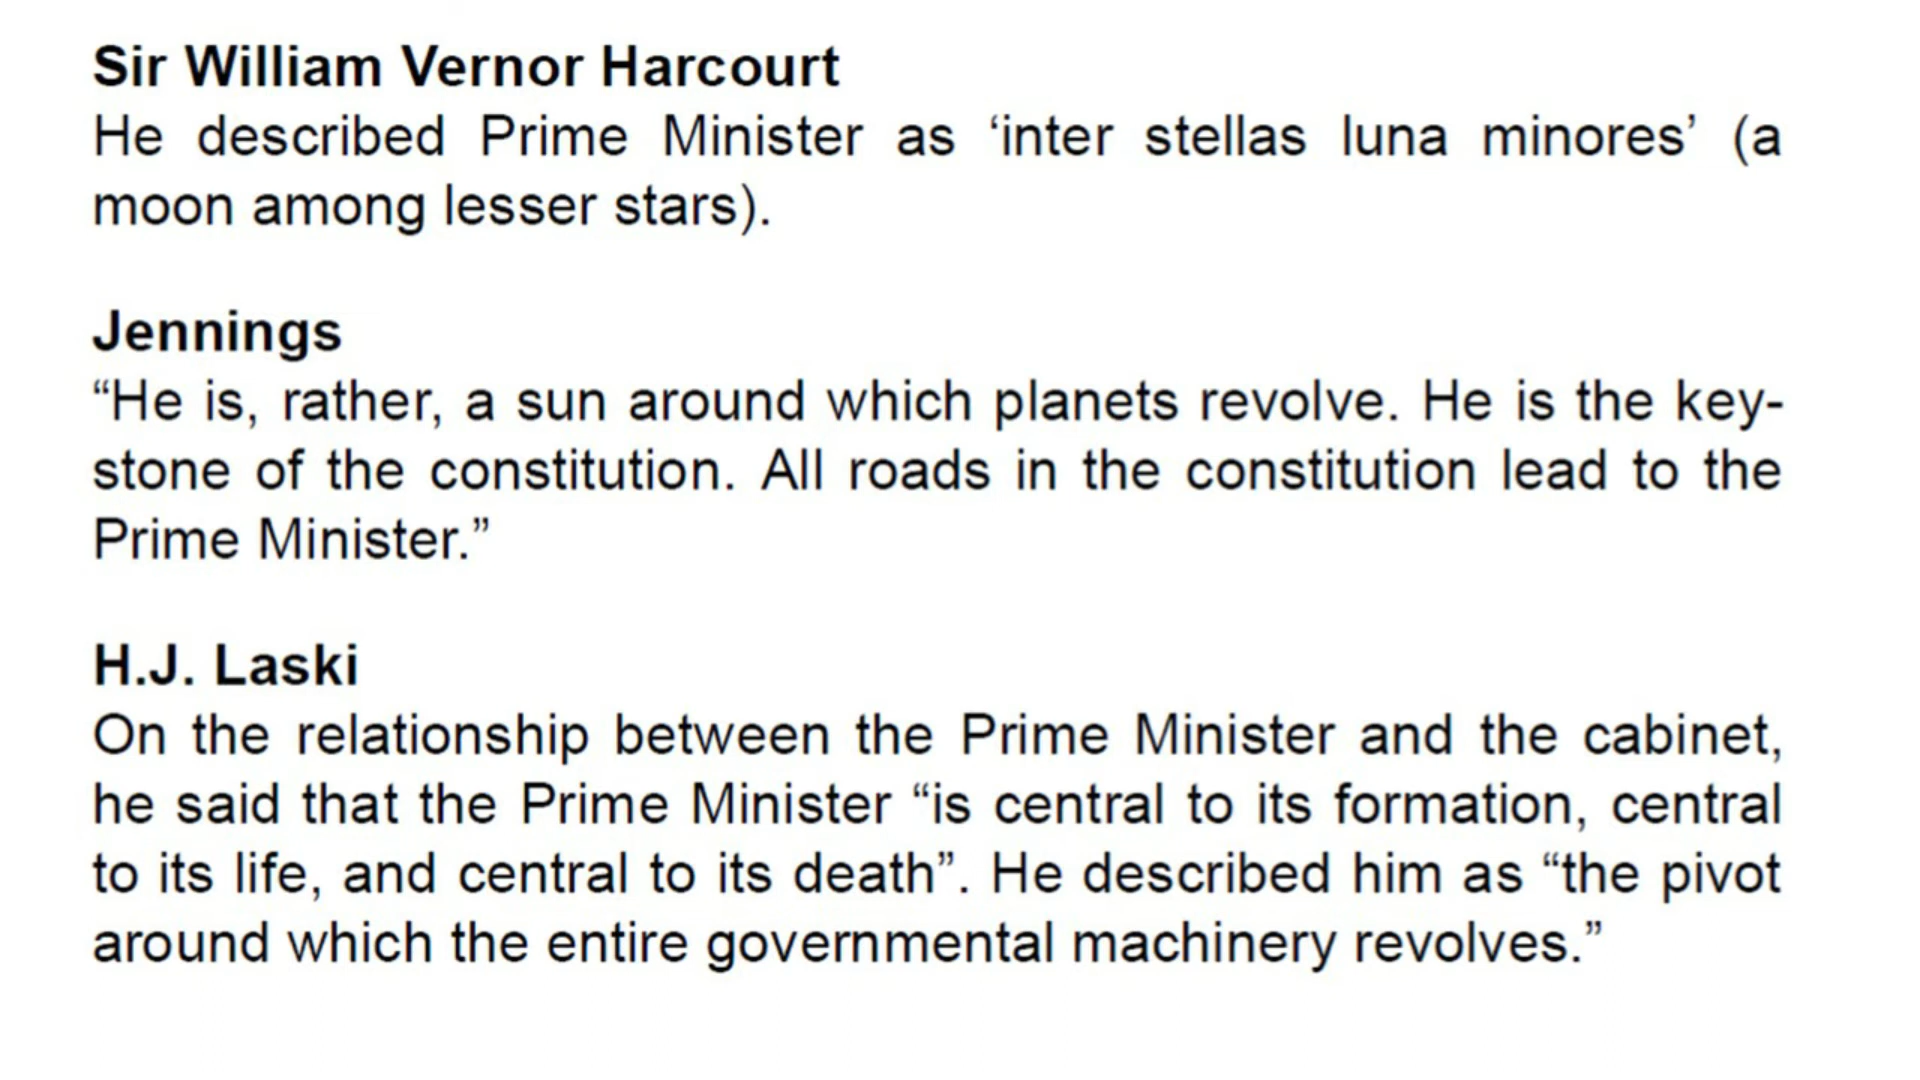 Sir William Vernor Harcourt
He described Prime Minister as ‘inter stellas luna minores’ (a
moon among lesser stars).
Jennings
“He is, rather, a sun around which planets revolve. He is the key-
stone of the constitution. All roads in the constitution lead to the
Prime Minister.”
H.J. Laski
On the relationship between the Prime Minister and the cabinet,
he said that the Prime Minister “is central to its formation, central
to its life, and central to its death”. He described him as “the pivot
around which the entire governmental machinery revolves.”